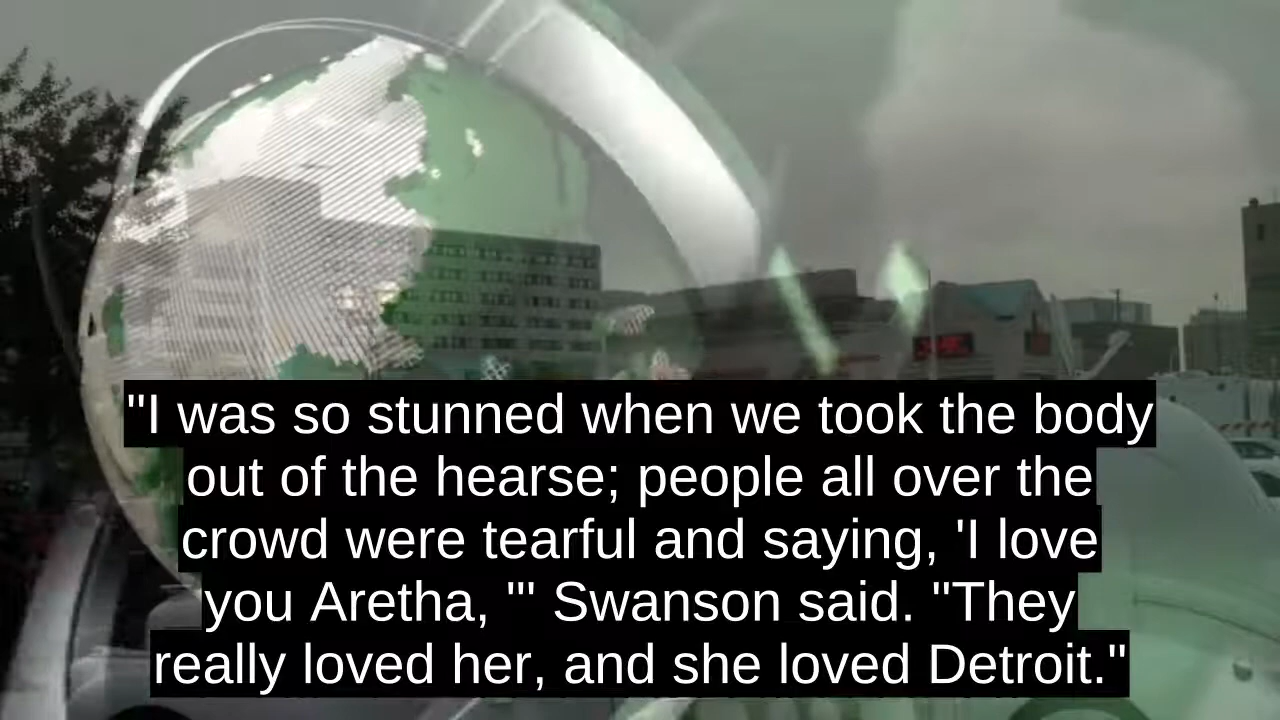 "I was so stunned when we took the body
out of the hearse; people all over the
crowd were tearful and saying, 'I love
you Aretha, '" Swanson said. "They
really loved her, and she loved Detroit."